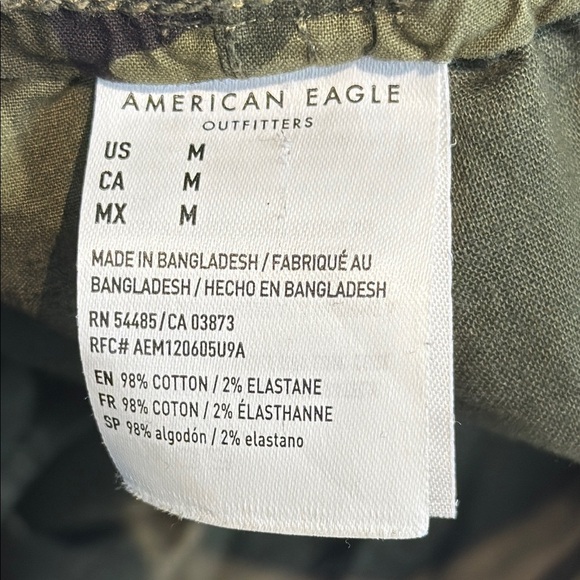 AMERICAN EAGLE
OUTFITTERS
US M
CA M
MX M
MADE IN BANGLADESH / FABRIQUÉ AU
BANGLADESH / HECHO EN BANGLADESH
RN 54485/CA 03873
RFC# AEM120605U9A
EN 98% COTTON / 2% ELASTANE
FR 98% COTON / 2% ÉLASTHANNE
SP 98% algodón / 2% elastano